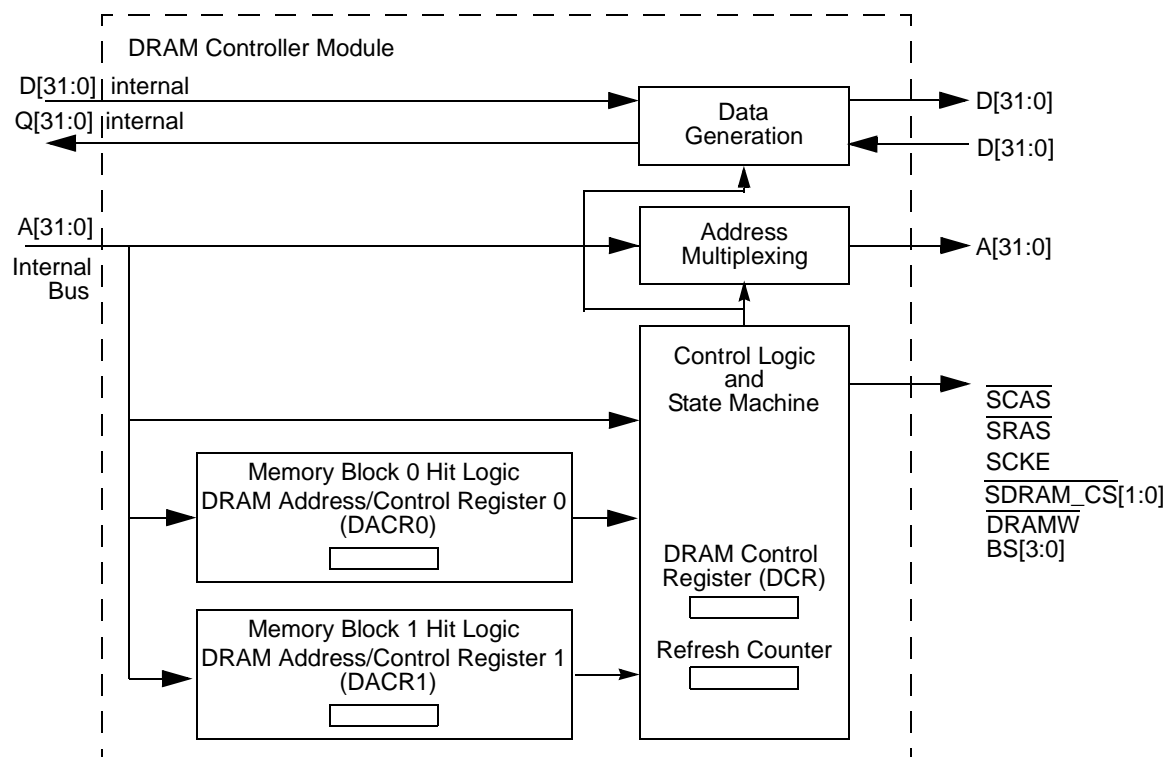 DRAM Controller Module
D[31:0] internal
Q[31:0] internal
Data
Generation
D[31:0]
D[31:0]
A[31:0]
Internal
Bus
Address
Multiplexing
A[31:0]
Control Logic
and
State Machine
SCAS
SRAS
SCKE
SDRAM_CS[1:0]
DRAMW
BS[3:0]
Memory Block 0 Hit Logic
DRAM Address/Control Register 0
(DACR0)
DRAM Control
Register (DCR)
Memory Block 1 Hit Logic
DRAM Address/Control Register 1
(DACR1)
Refresh Counter